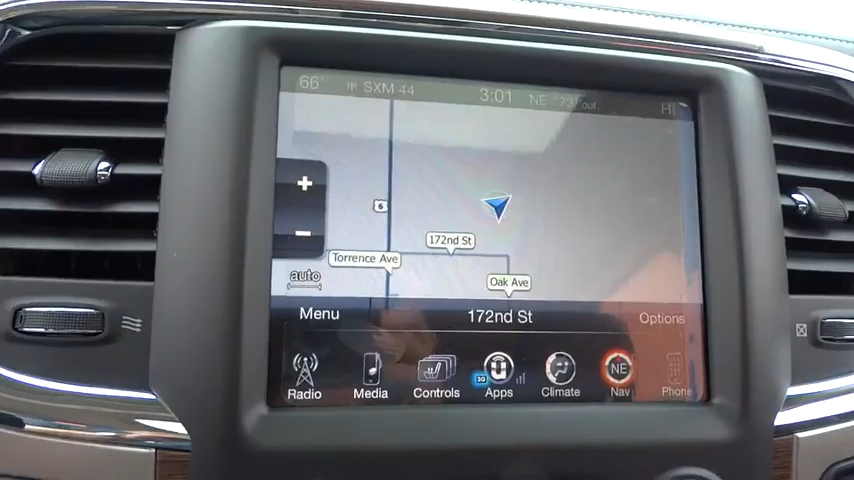 66° SXM 44 3:01 NE 73° out HI
+
6
172nd St
−
Torrence Ave
auto
Oak Ave
Menu 172nd St Options
NE
3G
Radio Media Controls Apps Climate Nav Phone